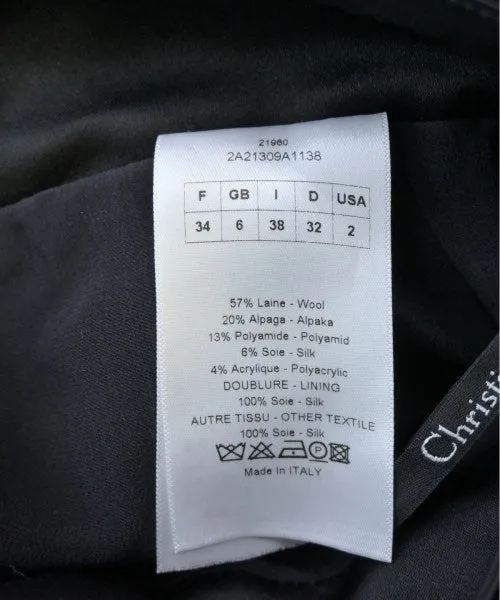 21960
2A21309A1138
F GB I D USA
34 6 38 32 2
57% Laine - Wool
20% Alpaga - Alpaka
13% Polyamide - Polyamid
6% Soie - Silk
4% Acrylique - Polyacrylic
DOUBLURE - LINING
100% Soie - Silk
AUTRE TISSU - OTHER TEXTILE
100% Soie - Silk
P
Made in ITALY
Christi